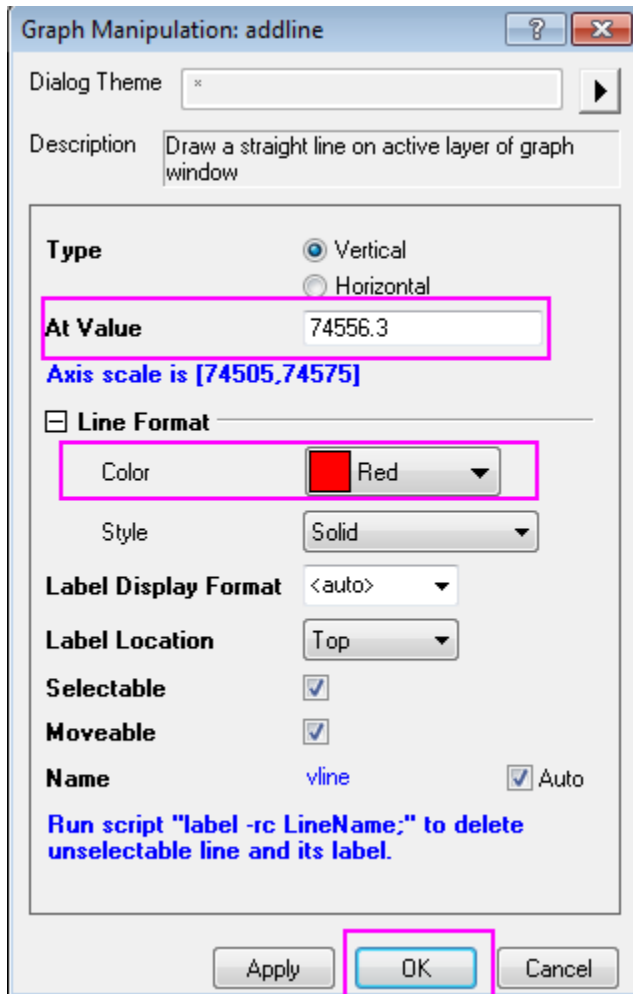 Graph Manipulation: addline
Dialog Theme *
Description Draw a straight line on active layer of graph
window
Type Vertical
Horizontal
At Value 74556.3
Axis scale is [74505,74575]
Line Format
Color Red
Style Solid
Label Display Format <auto>
Label Location Top
Selectable
Moveable
Name vline Auto
Run script "label -rc LineName;" to delete
unselectable line and its label.
Apply OK Cancel